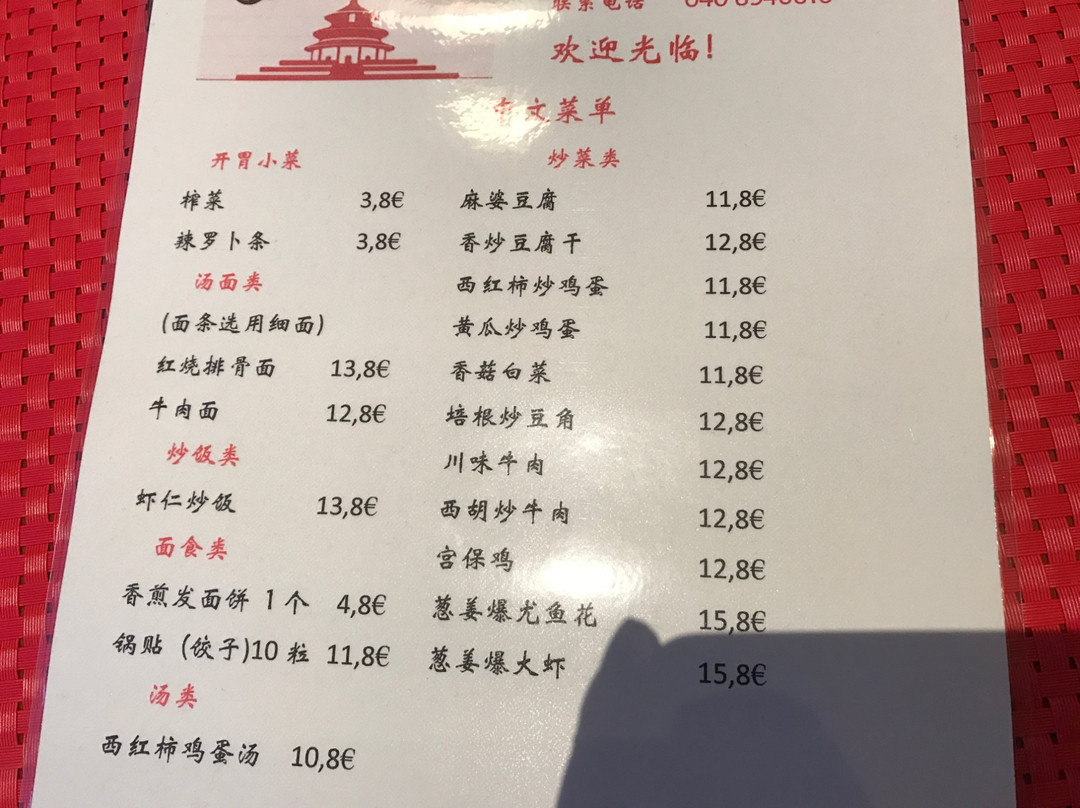 欢迎光临!
中文菜单
开胃小菜
榨菜 3,8€
辣罗卜条 3,8€
汤面类
(面条选用细面)
红烧排骨面 13,8€
牛肉面 12,8€
炒饭类
虾仁炒饭 13,8€
面食类
香煎发面饼 1个 4,8€
锅贴 (饺子)10粒 11,8€
汤类
西红柿鸡蛋汤 10,8€
炒菜类
麻婆豆腐 11,8€
香炒豆腐干 12,8€
西红柿炒鸡蛋 11,8€
黄瓜炒鸡蛋 11,8€
香菇白菜 11,8€
培根炒豆角 12,8€
川味牛肉 12,8€
西胡炒牛肉 12,8€
宫保鸡 12,8€
葱姜爆尤鱼花 15,8€
葱姜爆大虾 15,8€